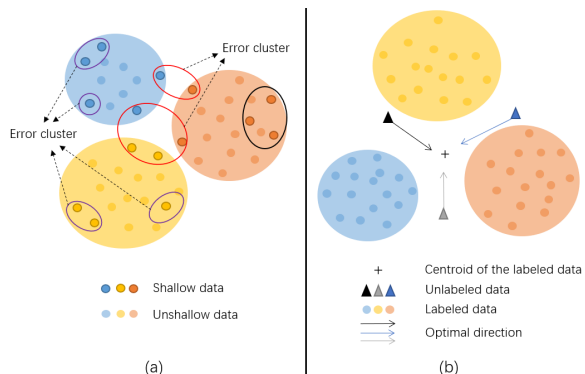 Error cluster
Error cluster
Shallow data
Unshallow data
(a)
+ Centroid of the labeled data
Unlabeled data
Labeled data
Optimal direction
(b)